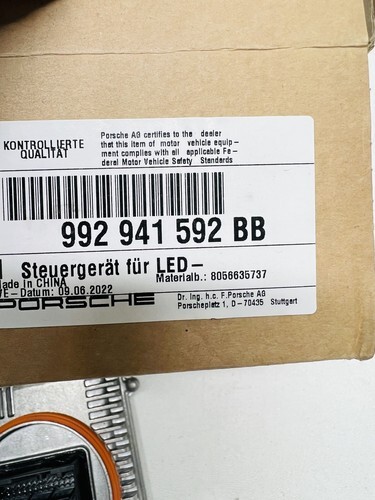 KONTROLLIERTE
QUALITÄT
Porsche AG certifies to the dealer
that this item of motor vehicle equip–
ment complies with all applicable Fe–
deral Motor Vehicle Safety Standards
992 941 592 BB
Steuergerät für LED–
Materialb.: 8056635737
Made in CHINA
VE– Datum: 09.06.2022
PORSCHE
Dr. Ing. h.c. F.Porsche AG
Porscheplatz 1, D–70435 Stuttgart